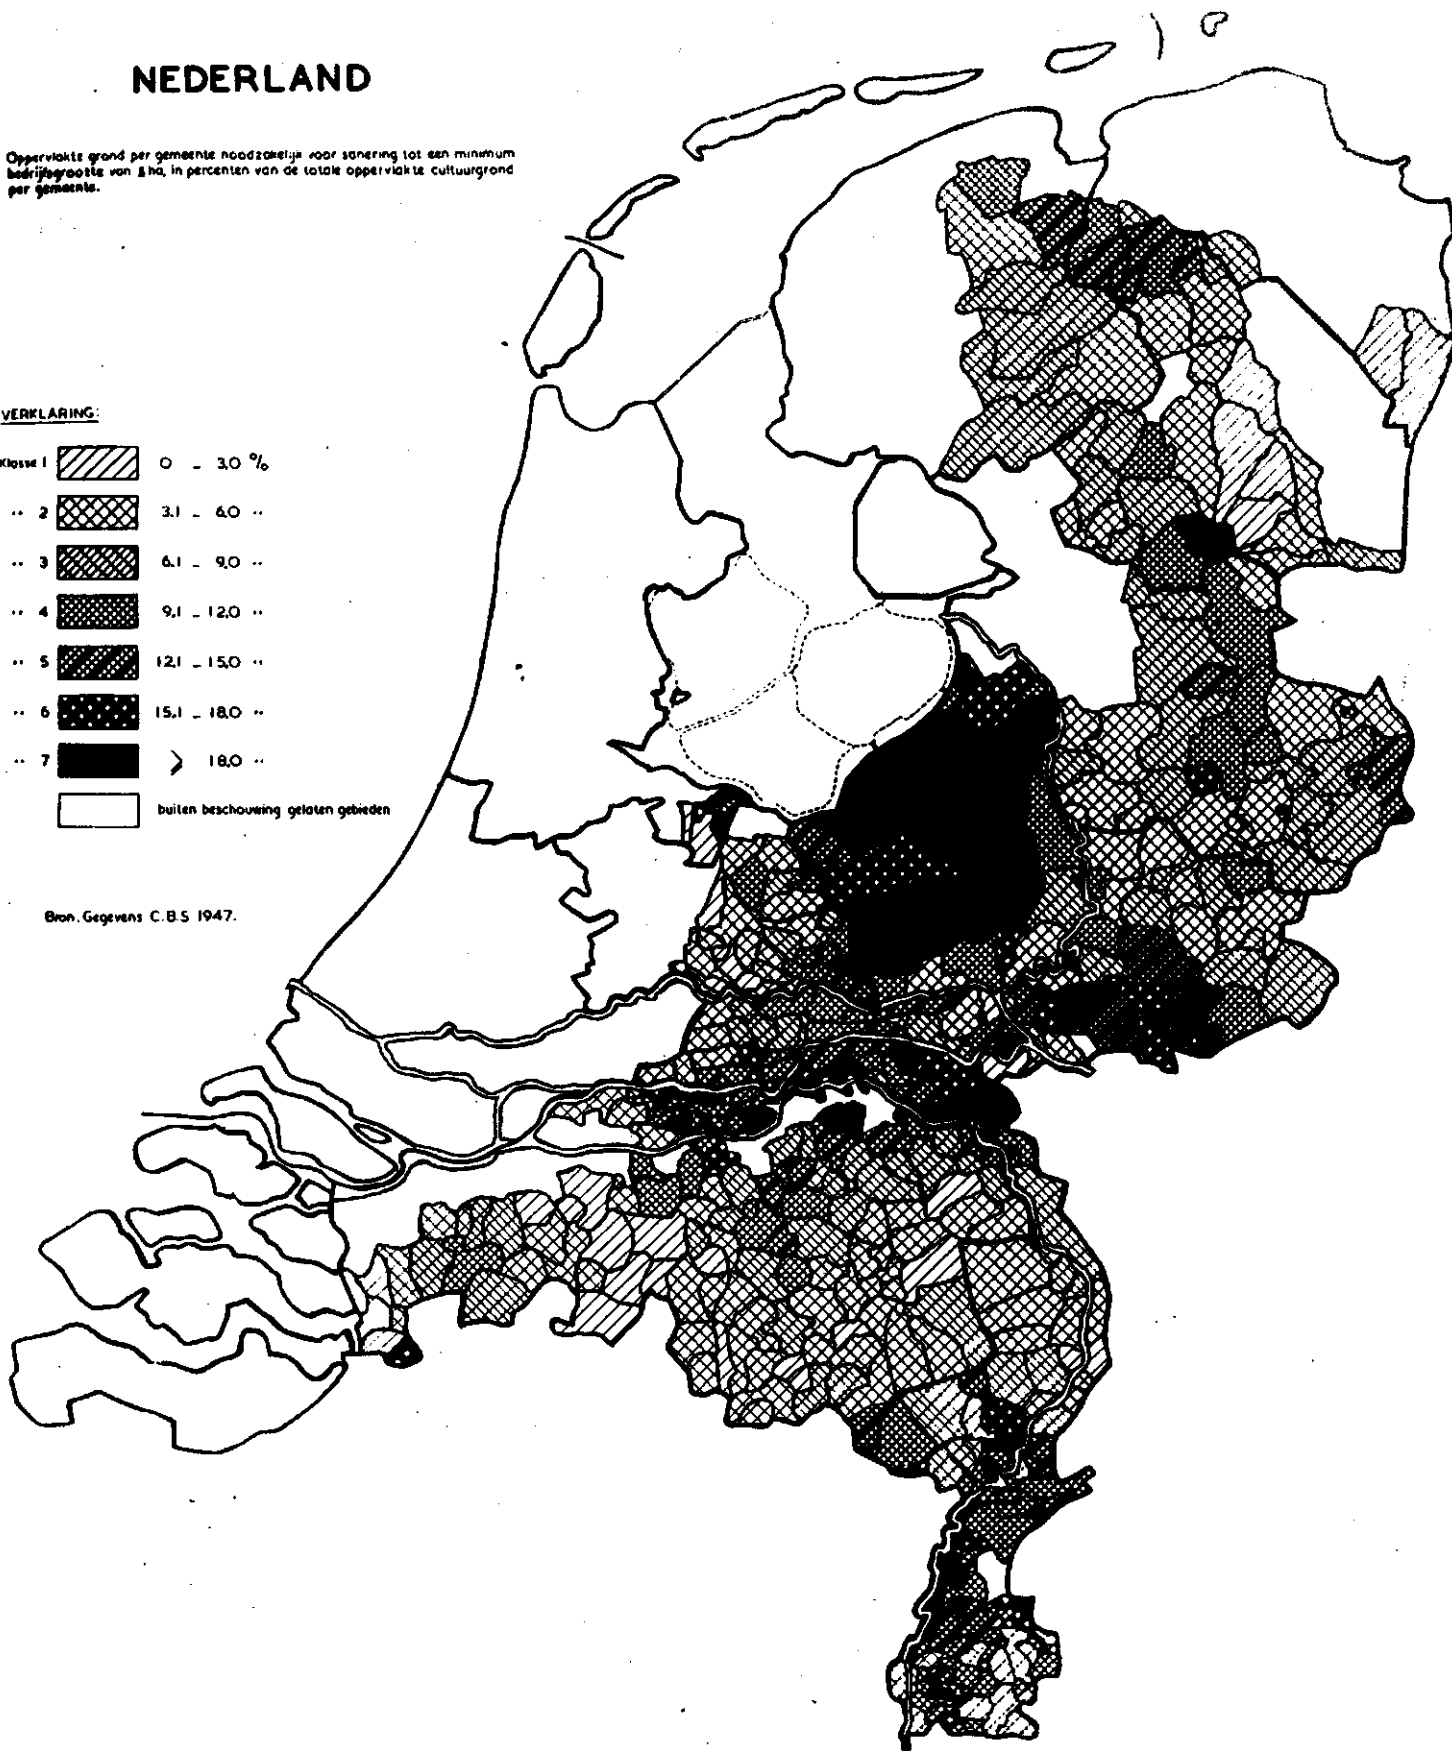 NEDERLAND
Oppervlakte grond per gemeente noodzakelijk voor sanering tot een minimum
bedrijfsgrootte van ha, in percenten van de totale oppervlakte cultuurgrond
per gemeente.
VERKLARING:
Klasse 1 0 - 3,0 %
.. 2 3.1 - 6.0 ..
.. 3 6.1 - 9.0 ..
.. 4 9.1 - 12.0 ..
.. 5 12.1 - 15.0 ..
.. 6 15.1 - 18.0 ..
.. 7 > 18.0 ..
buiten beschouwing gelaten gebieden
Bron. Gegevens C.B.S 1947.